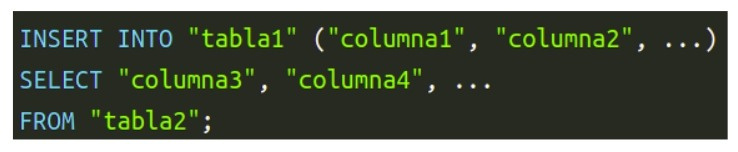 INSERT INTO "tabla1" ("columna1", "columna2", ...)
SELECT "columna3", "columna4", ...
FROM "tabla2";